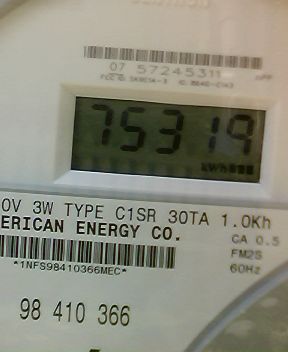 07 57245311
75319
kWh
0V 3W TYPE C1SR 30TA 1.0Kh
ERICAN ENERGY CO.
CA 0.5
FM2S
60Hz
*1NFS98410366MEC*
98 410 366